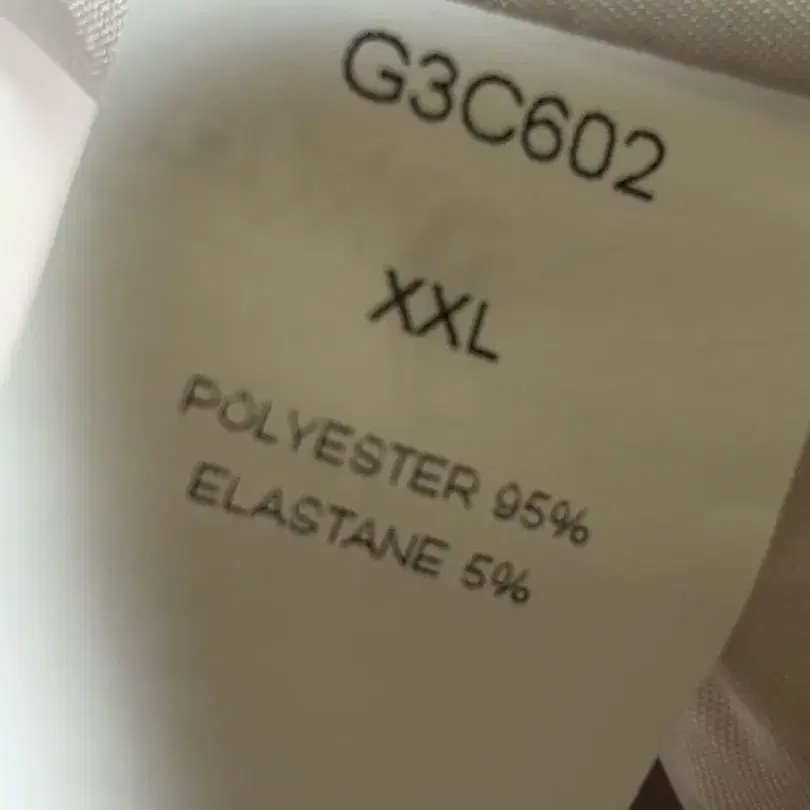 G3C602
XXL
POLYESTER 95%
ELASTANE 5%